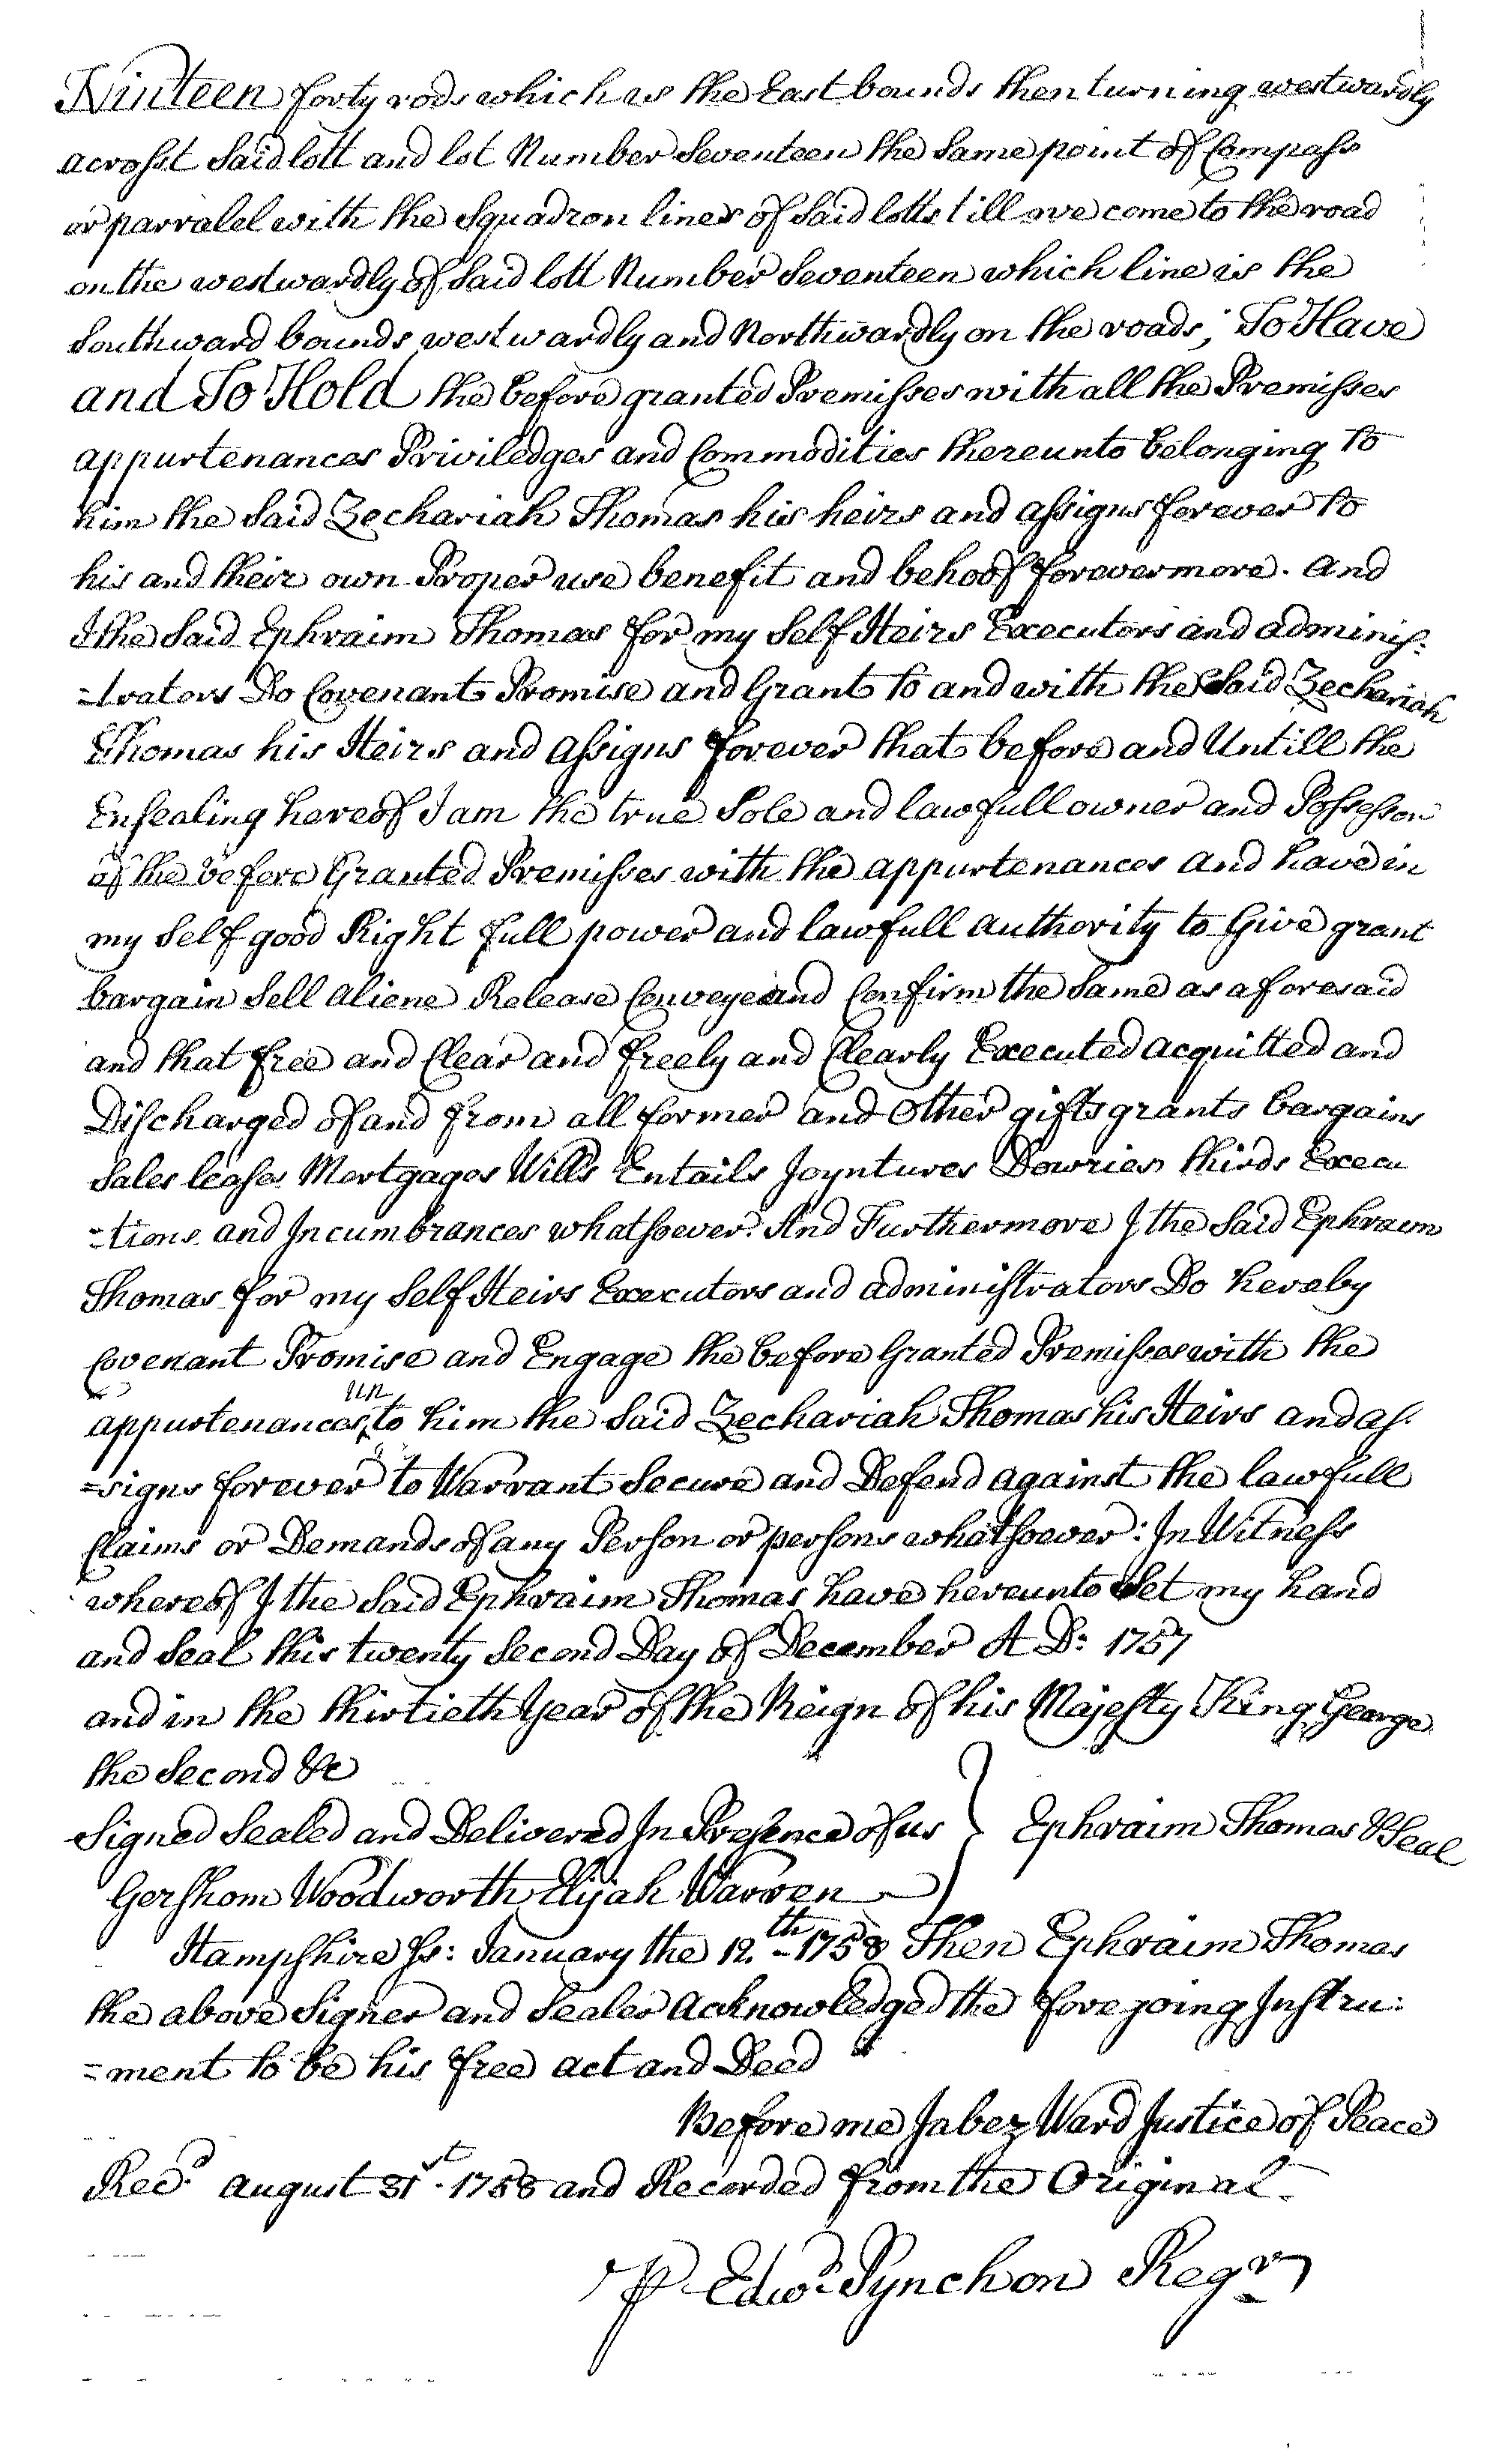 Ninteen forty rods which is the East bounds then turning westwardly
acrosst Said lott and lot Number Seventeen the Same point of Compass
or parralel with the Squadron lines of Said lotts till we come to the road
on the westwardly of Said lott Number Seventeen which line is the
Southward bounds westwardly and Northwardly on the roads; To Have
and To Hold the before granted Premisses with all the Premisses
appurtenances Priviledges and Commodities thereunto belonging to
him the Said Zechariah Thomas his heirs and assigns forever to
his and their own Proper use benefit and behoof forevermore. And
I the Said Ephraim Thomas for my Self Heirs Executors and adminis:
=trators Do Covenant Promise and Grant to and with the Said Zechariah
Thomas his Heirs and assigns forever that before and Untill the
Ensealing hereof I am the true Sole and lawfull owner and Possessor
of the before Granted Premisses with the appurtenances and have in
my Self good Right full power and lawfull authority to Give grant
bargain Sell aliene Release Conveye and Confirm the Same as aforesaid
and that free and Clear and freely and Clearly Executed acquitted and
Discharged of and from all former and Other gifts grants bargains
Sales leases Mortgages Wills Entails Joyntures Dowries thirds Execu
=tions and Incumbrances whatsoever. And Furthermore I the Said Ephraim
Thomas for my Self Heirs Executors and administrators Do hereby
Covenant Promise and Engage the before Granted Premisses with the
appurtenances unto him the Said Zechariah Thomas his Heirs and as:
=signs forever to Warrant Secure and Defend against the lawfull
Claims or Demands of any Person or persons whatsoever: In Witness
whereof I the Said Ephraim Thomas have hereunto Set my hand
and Seal this twenty Second Day of December A D: 1757
and in the thirtieth Year of the Reign of his Majesty King George
the Second &c
Signed Sealed and Delivered In Presence of us } Ephraim Thomas & Seal
Gershom Woodworth Elijah Warren
Hampshire Ss: January the 12.th 1758 Then Ephraim Thomas
the above Signer and Sealer Acknowledged the foregoing Instru:
=ment to be his free act and Deed
Before me Jabez Ward Justice of Peace
Recd. august 31st. 1758 and Recorded from the Original
P Edwd. Pynchon Regr